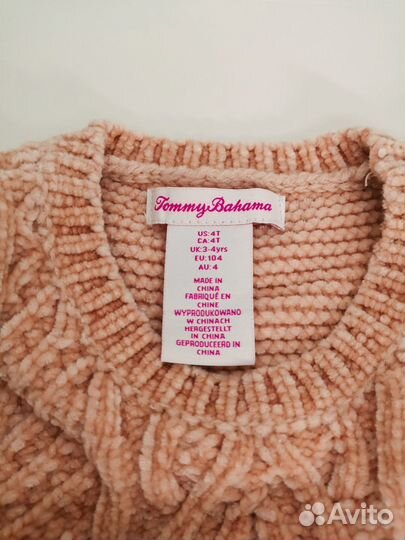 Tommy Bahama
US: 4T
CA: 4T
UK: 3-4yrs
EU: 104
AU: 4
MADE IN
CHINA
FABRIQUÉ EN
CHINE
WYPRODUKOWANO
W CHINACH
HERGESTELLT
IN CHINA
GEPRODUCEERD IN
CHINA
Avito